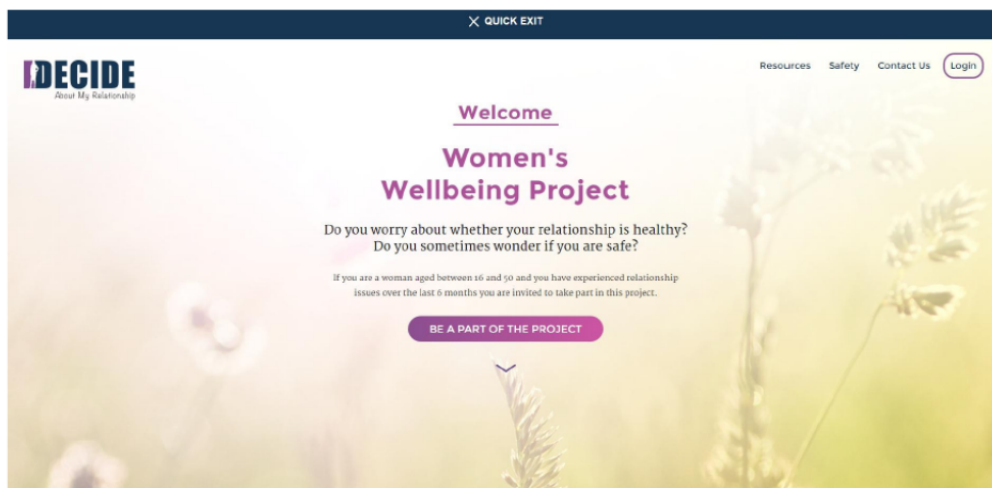 QUICK EXIT
IDECIDE
About My Relationship
Resources Safety Contact Us Login
Welcome
Women's
Wellbeing Project
Do you worry about whether your relationship is healthy?
Do you sometimes wonder if you are safe?
If you are a woman aged between 16 and 50 and you have experienced relationship
issues over the last 6 months you are invited to take part in this project.
BE A PART OF THE PROJECT